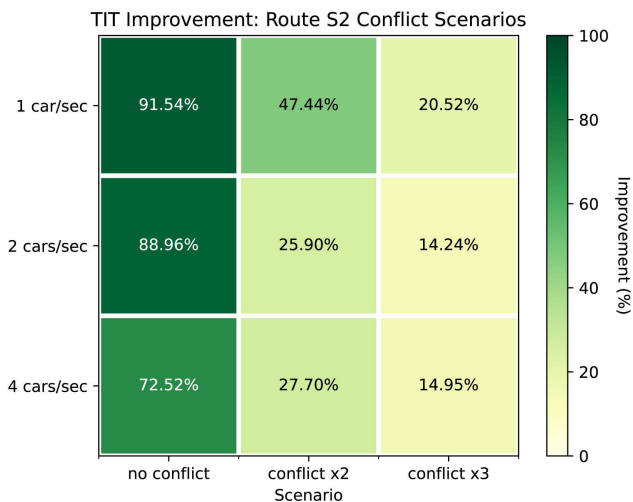 TIT Improvement: Route S2 Conflict Scenarios
1 car/sec 91.54% 47.44% 20.52%
2 cars/sec 88.96% 25.90% 14.24%
4 cars/sec 72.52% 27.70% 14.95%
no conflict conflict x2 conflict x3
Scenario
100
80
60
40
20
0
Improvement (%)